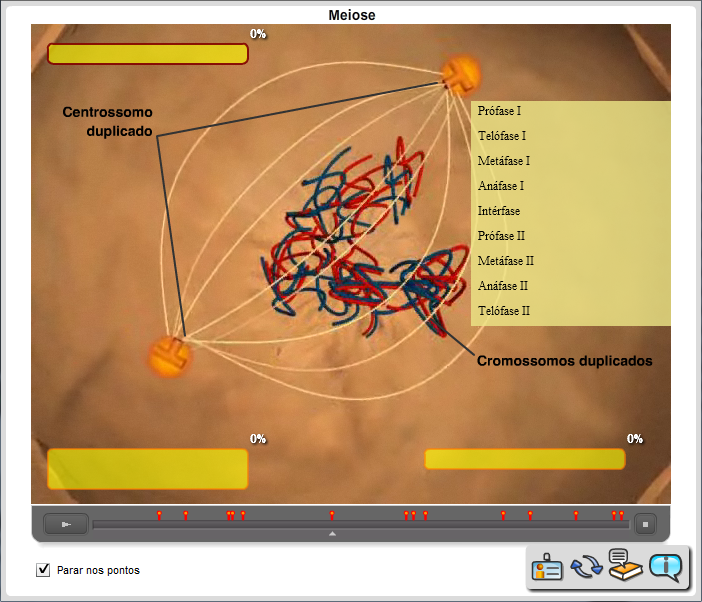 Meiose
0%
Centrossomo
duplicado
Prófase I
Telófase I
Metáfase I
Anáfase I
Intérfase
Prófase II
Metáfase II
Anáfase II
Telófase II
Cromossomos duplicados
0%
0%
Parar nos pontos